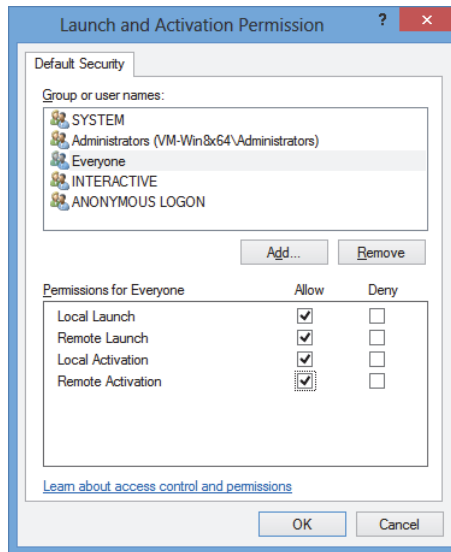 Launch and Activation Permission ? ×
Default Security
Group or user names:
SYSTEM
Administrators (VM-Win8x64\Administrators)
Everyone
INTERACTIVE
ANONYMOUS LOGON
Add... Remove
Permissions for Everyone Allow Deny
Local Launch
Remote Launch
Local Activation
Remote Activation
Learn about access control and permissions
OK Cancel